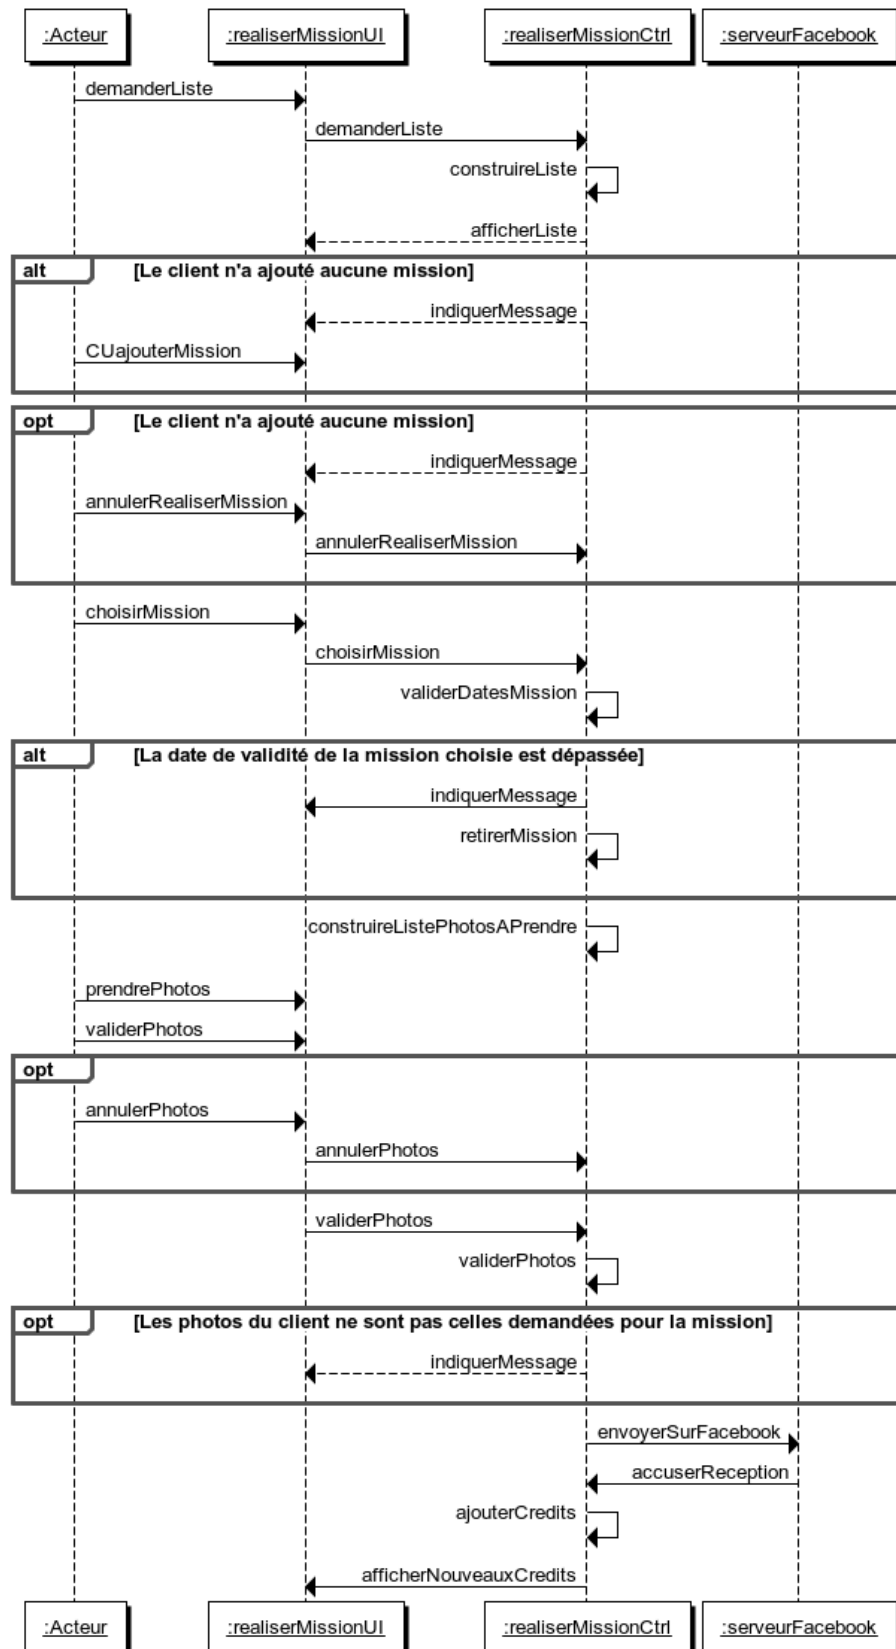 :Acteur
:realiserMissionUI
:realiserMissionCtrl
:serveurFacebook
demanderListe
demanderListe
construireListe
afficherListe
alt [Le client n'a ajouté aucune mission]
indiquerMessage
CUajouterMission
opt [Le client n'a ajouté aucune mission]
indiquerMessage
annulerRealiserMission
annulerRealiserMission
choisirMission
choisirMission
validerDatesMission
alt [La date de validité de la mission choisie est dépassée]
indiquerMessage
retirerMission
construireListePhotosAPrendre
prendrePhotos
validerPhotos
opt
annulerPhotos
annulerPhotos
validerPhotos
validerPhotos
opt [Les photos du client ne sont pas celles demandées pour la mission]
indiquerMessage
envoyerSurFacebook
accuserReception
ajouterCredits
afficherNouveauxCredits
:Acteur
:realiserMissionUI
:realiserMissionCtrl
:serveurFacebook